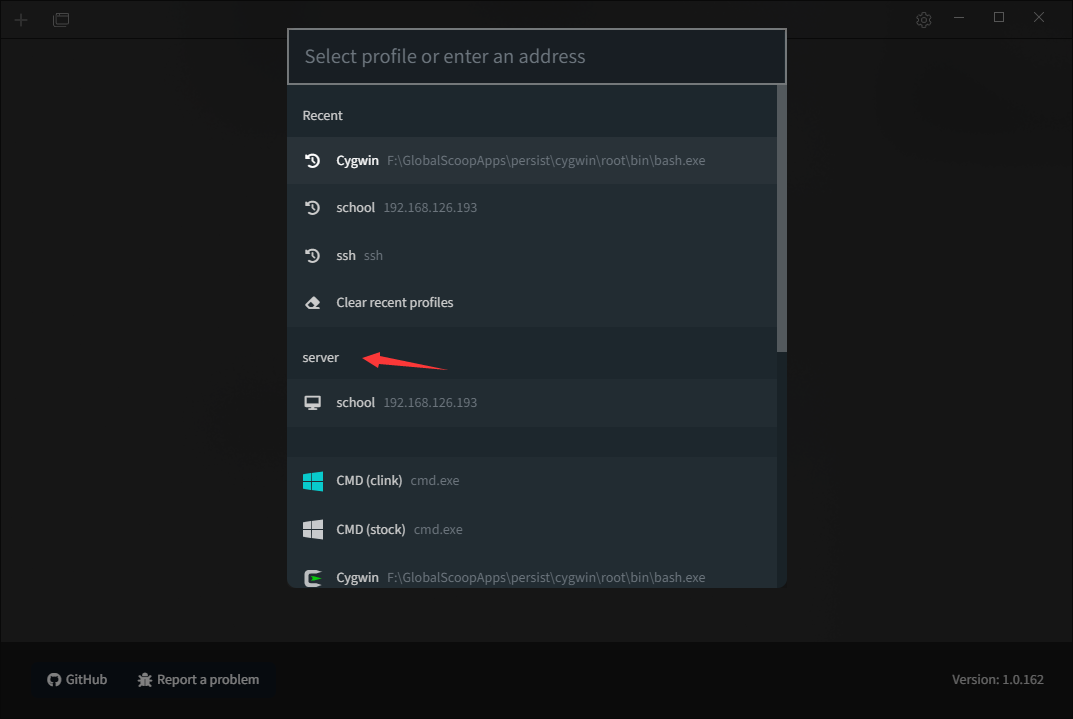 Select profile or enter an address
Recent
Cygwin F:\GlobalScoopApps\persist\cygwin\root\bin\bash.exe
school 192.168.126.193
ssh ssh
Clear recent profiles
server
school 192.168.126.193
CMD (clink) cmd.exe
CMD (stock) cmd.exe
Cygwin F:\GlobalScoopApps\persist\cygwin\root\bin\bash.exe
GitHub Report a problem Version: 1.0.162